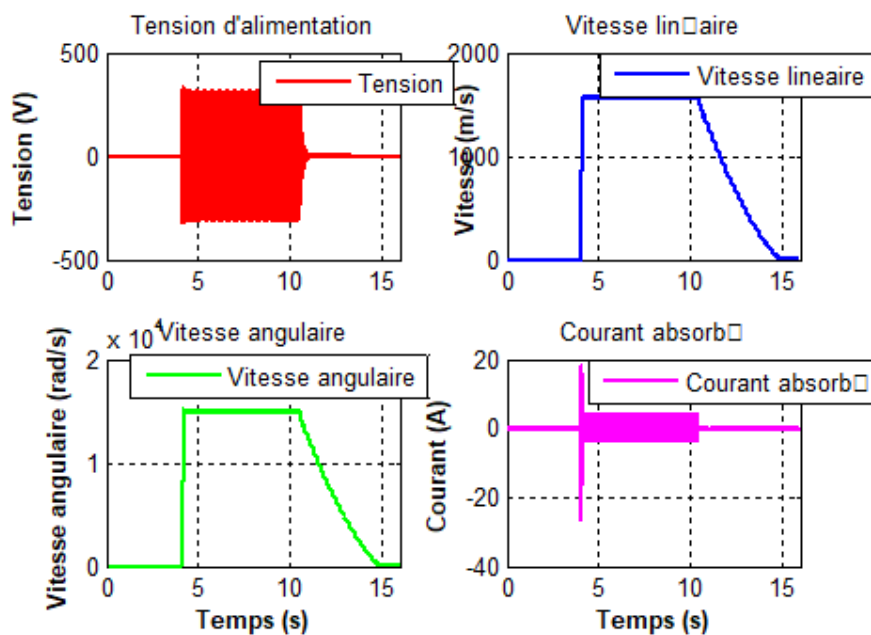 Tension d'alimentation
500
0
-500
0 5 10 15
Tension (V)
Tension
Vitesse lin□aire
2000
1000
0
0 5 10 15
Vitesse (m/s)
Vitesse lineaire
x 10⁴
Vitesse angulaire
2
1
0
0 5 10 15
Vitesse angulaire (rad/s)
Vitesse angulaire
Temps (s)
Courant absorb□
20
0
-20
-40
0 5 10 15
Courant (A)
Courant absorb□
Temps (s)